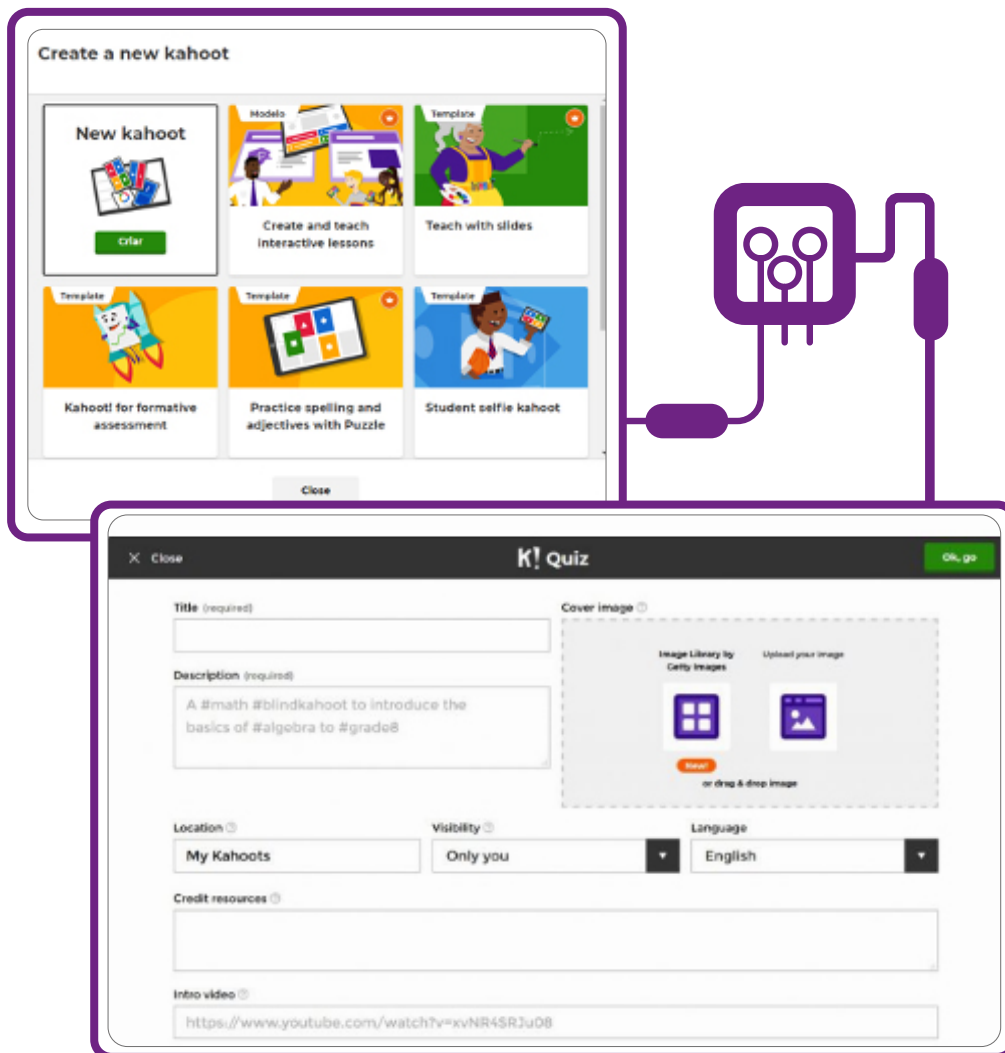 Create a new kahoot
New kahoot
Criar
Modelo
Create and teach
interactive lessons
Template
Teach with slides
Template
Kahoot! for formative
assessment
Template
Practice spelling and
adjectives with Puzzle
Template
Student selfie kahoot
Close
X Close
K! Quiz
Ok, go
Title (required)
Cover image
Image Library by
Getty Images
Upload your image
New!
or drag & drop image
Description (required)
A #math #blindkahoot to introduce the
basics of #algebra to #grade8
Location
Visibility
Language
My Kahoots
Only you
English
Credit resources
Intro video
https://www.youtube.com/watch?v=xvNR4SRJu08